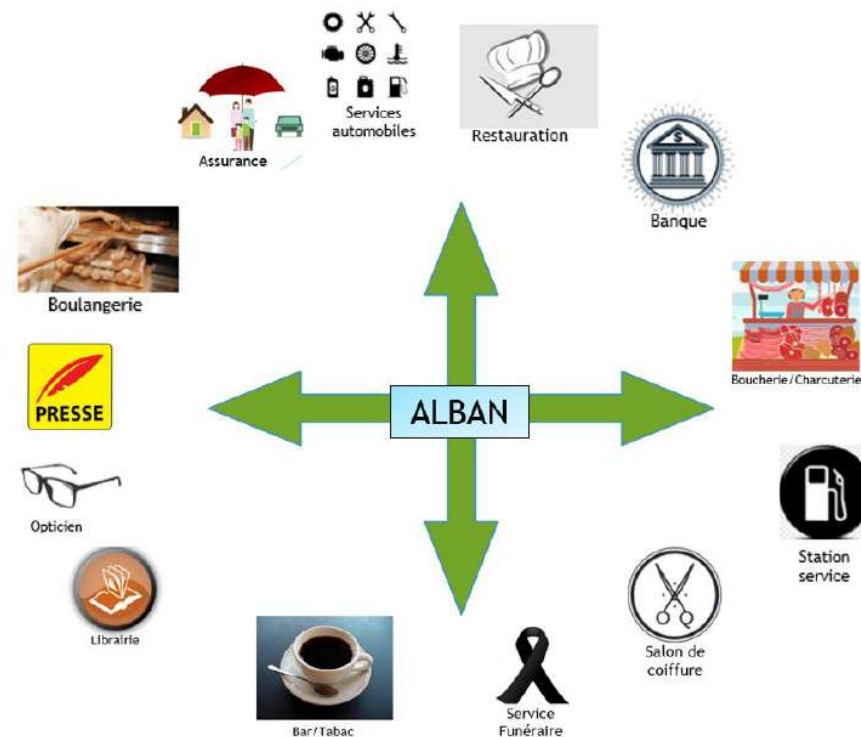 Services
automobiles
Assurance
Restauration
$
Banque
Boulangerie
Boucherie/Charcuterie
PRESSE
ALBAN
Opticien
Station
service
Librairie
Salon de
coiffure
Bar/Tabac
Service
Funéraire